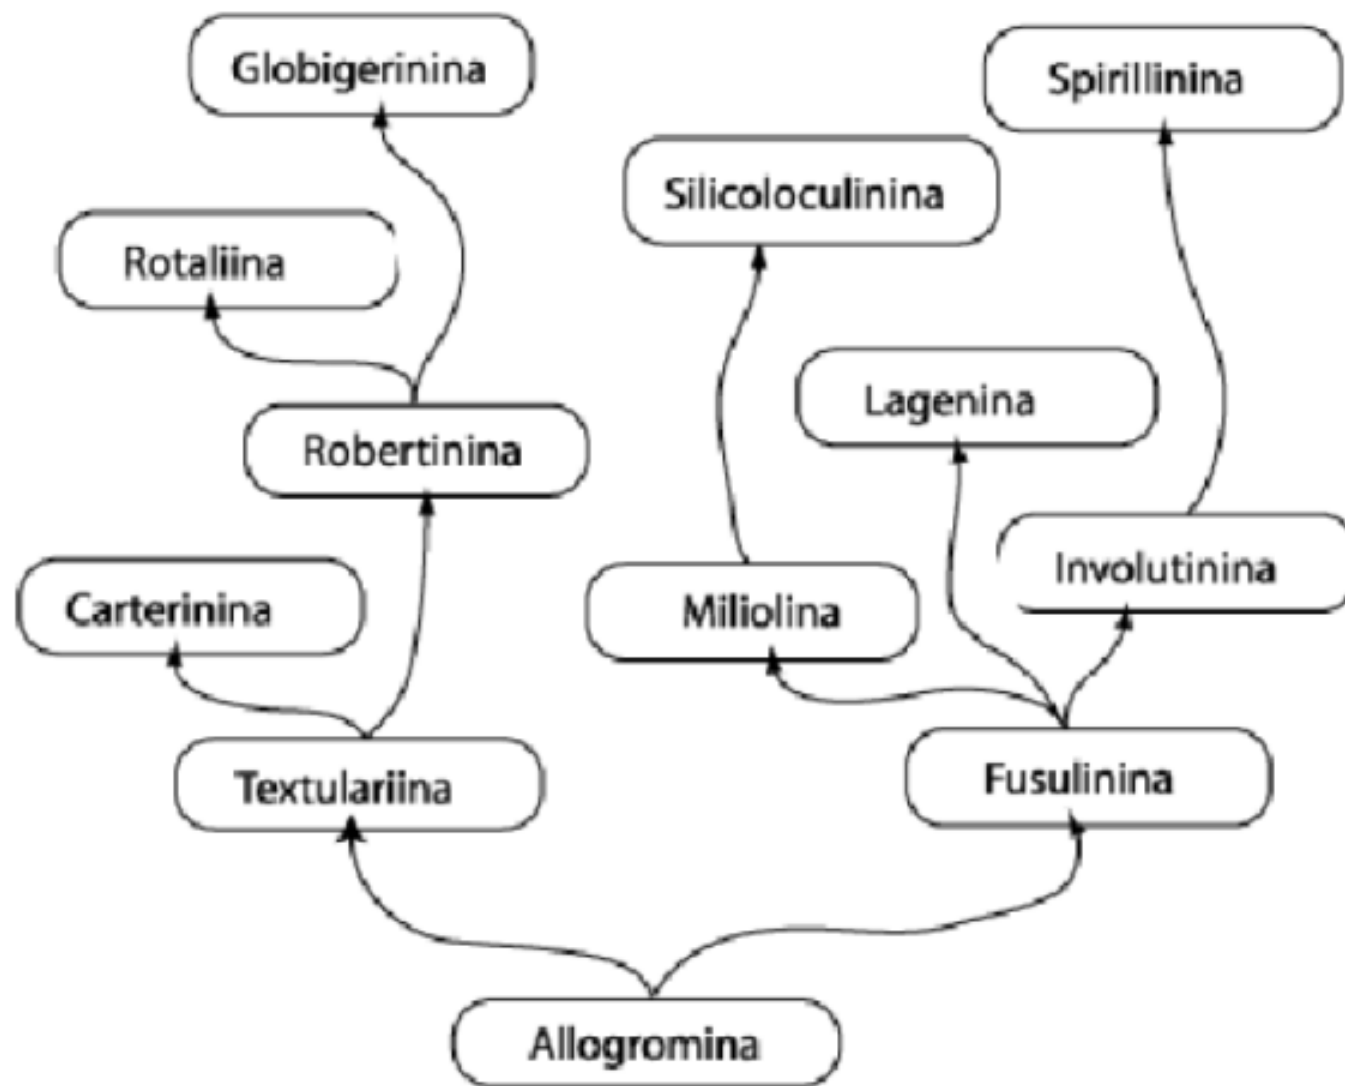 Globigerinina
Spirillinina
Silicoloculinina
Rotaliina
Lagenina
Robertinina
Involutinina
Carterinina
Miliolina
Textulariina
Fusulinina
Allogromina